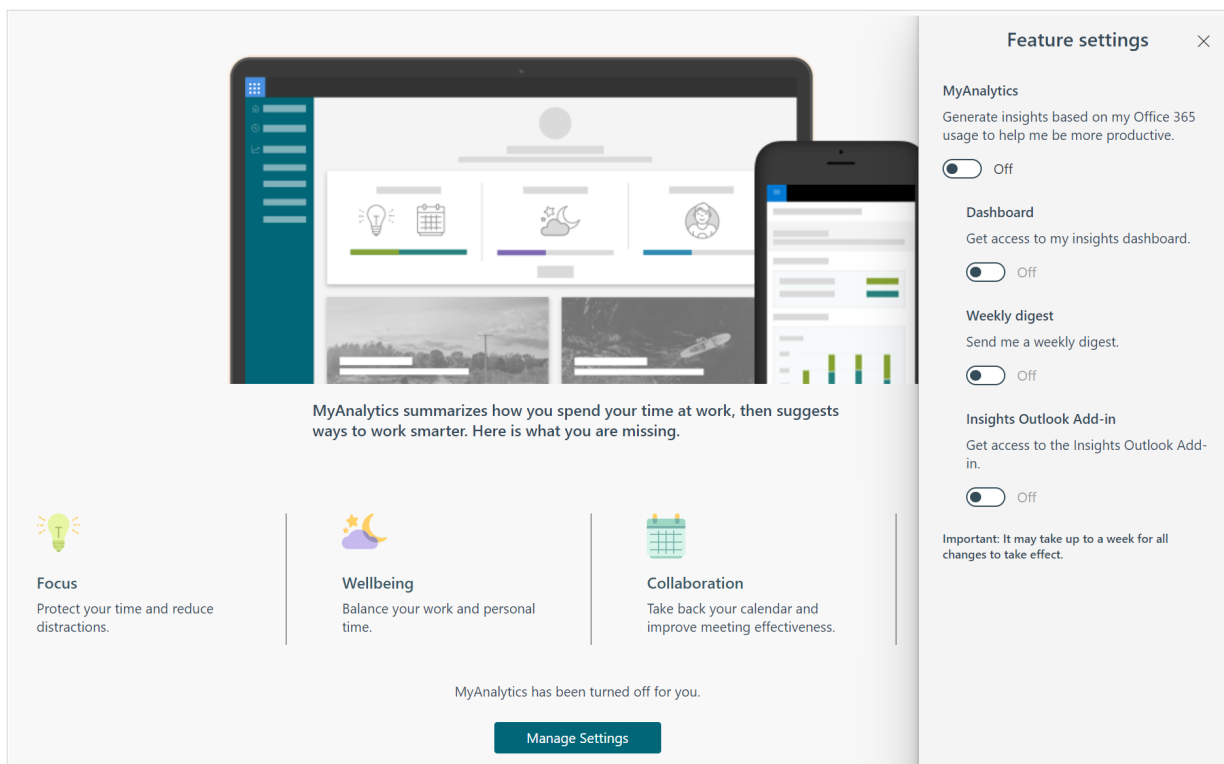 Feature settings
MyAnalytics
Generate insights based on my Office 365
usage to help me be more productive.
Off
Dashboard
Get access to my insights dashboard.
Off
Weekly digest
Send me a weekly digest.
Off
Insights Outlook Add-in
Get access to the Insights Outlook Add-
in.
Off
Important: It may take up to a week for all
changes to take effect.
MyAnalytics summarizes how you spend your time at work, then suggests
ways to work smarter. Here is what you are missing.
Focus
Protect your time and reduce
distractions.
Wellbeing
Balance your work and personal
time.
Collaboration
Take back your calendar and
improve meeting effectiveness.
MyAnalytics has been turned off for you.
Manage Settings